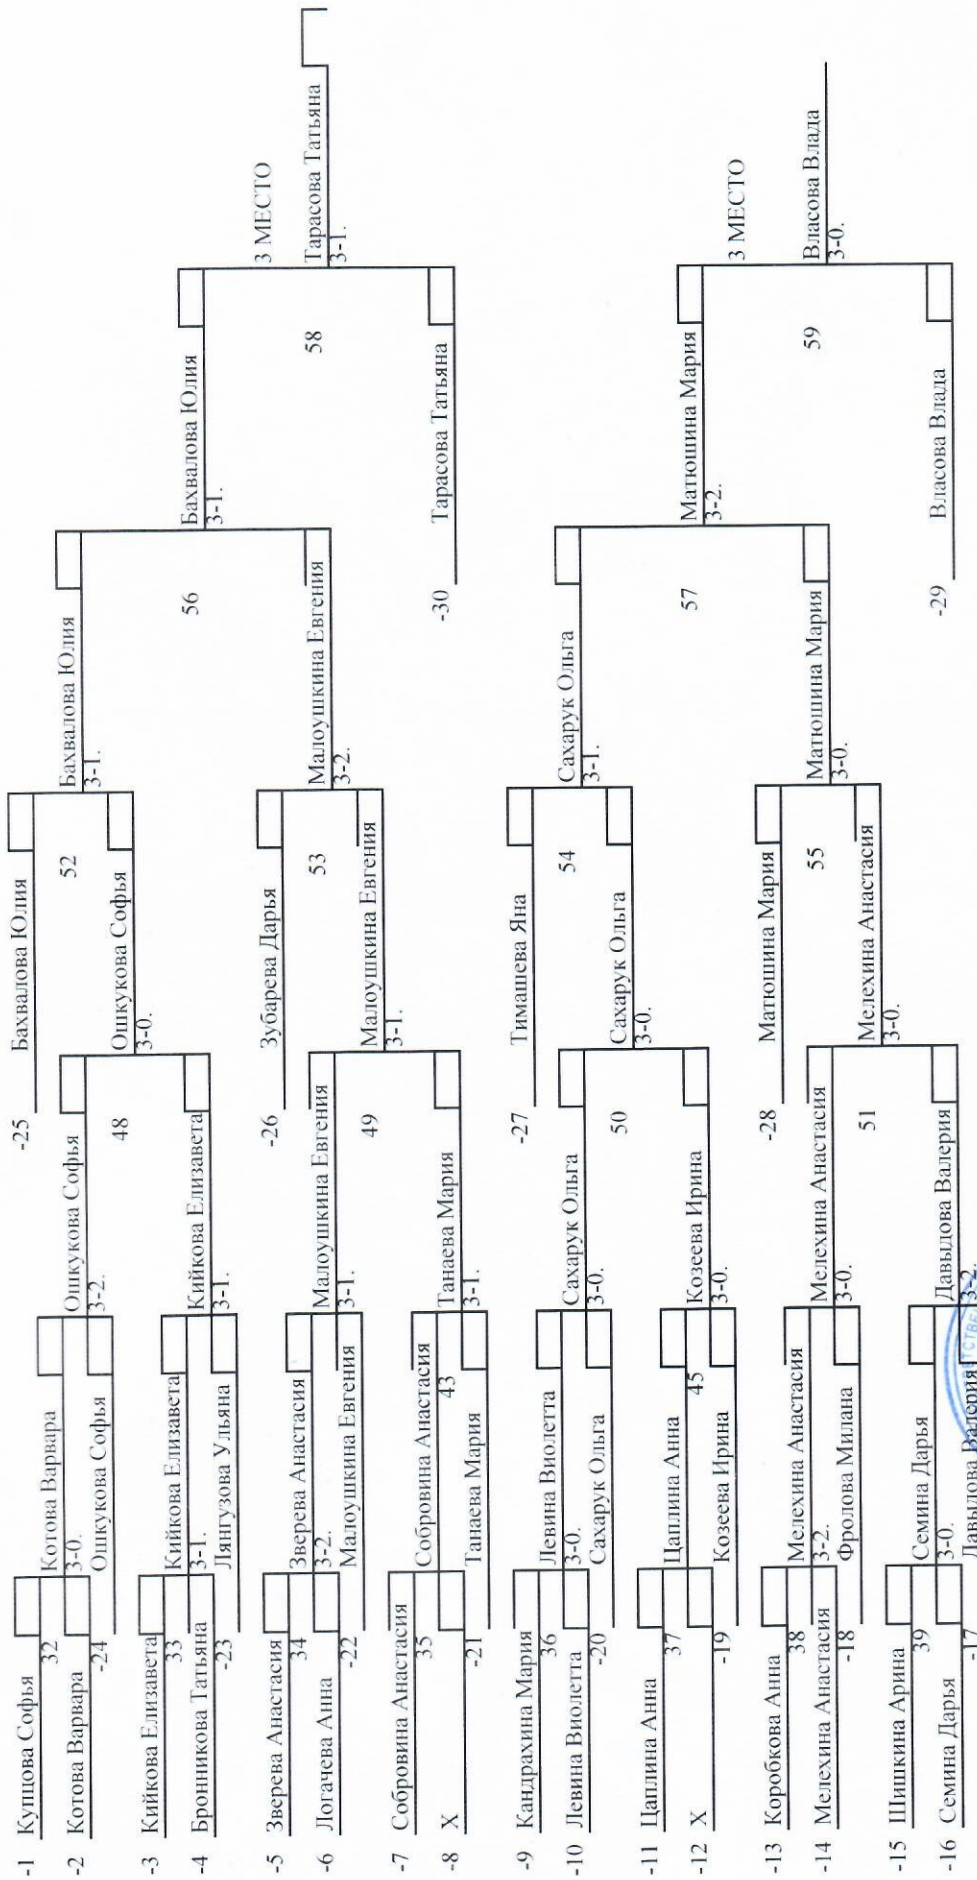 -1 Купцова Софья
32
Котова Варвара
3-0.
-2 Котова Варвара
-24 Ошкукова Софья
Ошкукова Софья
3-2.
-3 Кийкова Елизавета
33
Кийкова Елизавета
3-1.
-4 Бронникова Татьяна
-23 Лянгузова Ульяна
Кийкова Елизавета
3-1.
48
Ошкукова Софья
3-0.
-25 Бахвалова Юлия
52
Бахвалова Юлия
3-1.
-5 Зверева Анастасия
34
Зверева Анастасия
3-2.
-6 Логачева Анна
-22 Малоушкина Евгения
Малоушкина Евгения
3-1.
-7 Собровина Анастасия
35
Собровина Анастасия
-8 X
43
-21 Танаева Мария
Танаева Мария
3-1.
49
Малоушкина Евгения
3-1.
-26 Зубарева Дарья
53
Малоушкина Евгения
3-2.
56
Бахвалова Юлия
3-1.
58
-30 Тарасова Татьяна
3 МЕСТО
Тарасова Татьяна
3-1.
-9 Кандрахина Мария
36
Левина Виолетта
3-0.
-10 Левина Виолетта
-20 Сахарук Ольга
Сахарук Ольга
3-0.
-11 Цаплина Анна
37
Цаплина Анна
-12 X
45
-19 Козеева Ирина
Козеева Ирина
3-0.
50
Сахарук Ольга
3-0.
-27 Тимашева Яна
54
Сахарук Ольга
3-1.
-13 Коробкова Анна
38
Мелехина Анастасия
3-2.
-14 Мелехина Анастасия
-18 Фролова Милана
Мелехина Анастасия
3-0.
-15 Шишкина Арина
39
Семина Дарья
3-0.
-16 Семина Дарья
-17 Давыдова Валерия
Давыдова Валерия
3-2.
51
Мелехина Анастасия
3-0.
-28 Матюшина Мария
55
Матюшина Мария
3-0.
57
Матюшина Мария
3-2.
59
-29 Власова Влада
3 МЕСТО
Власова Влада
3-0.